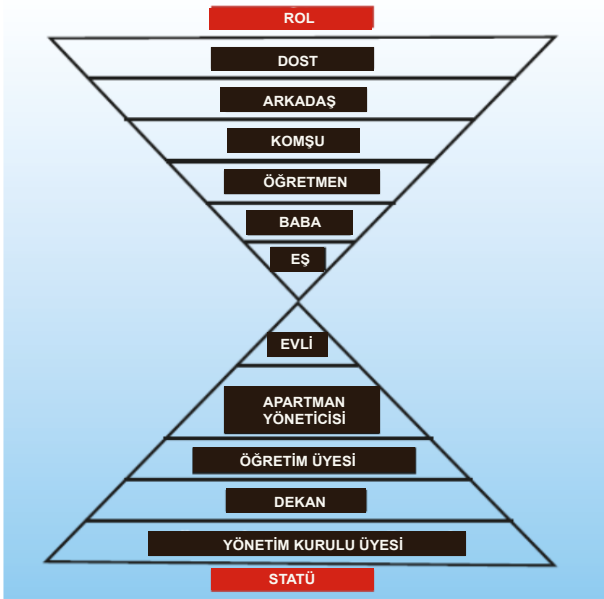 ROL
DOST
ARKADAŞ
KOMŞU
ÖĞRETMEN
BABA
EŞ
EVLİ
APARTMAN
YÖNETİCİSİ
ÖĞRETİM ÜYESİ
DEKAN
YÖNETİM KURULU ÜYESİ
STATÜ